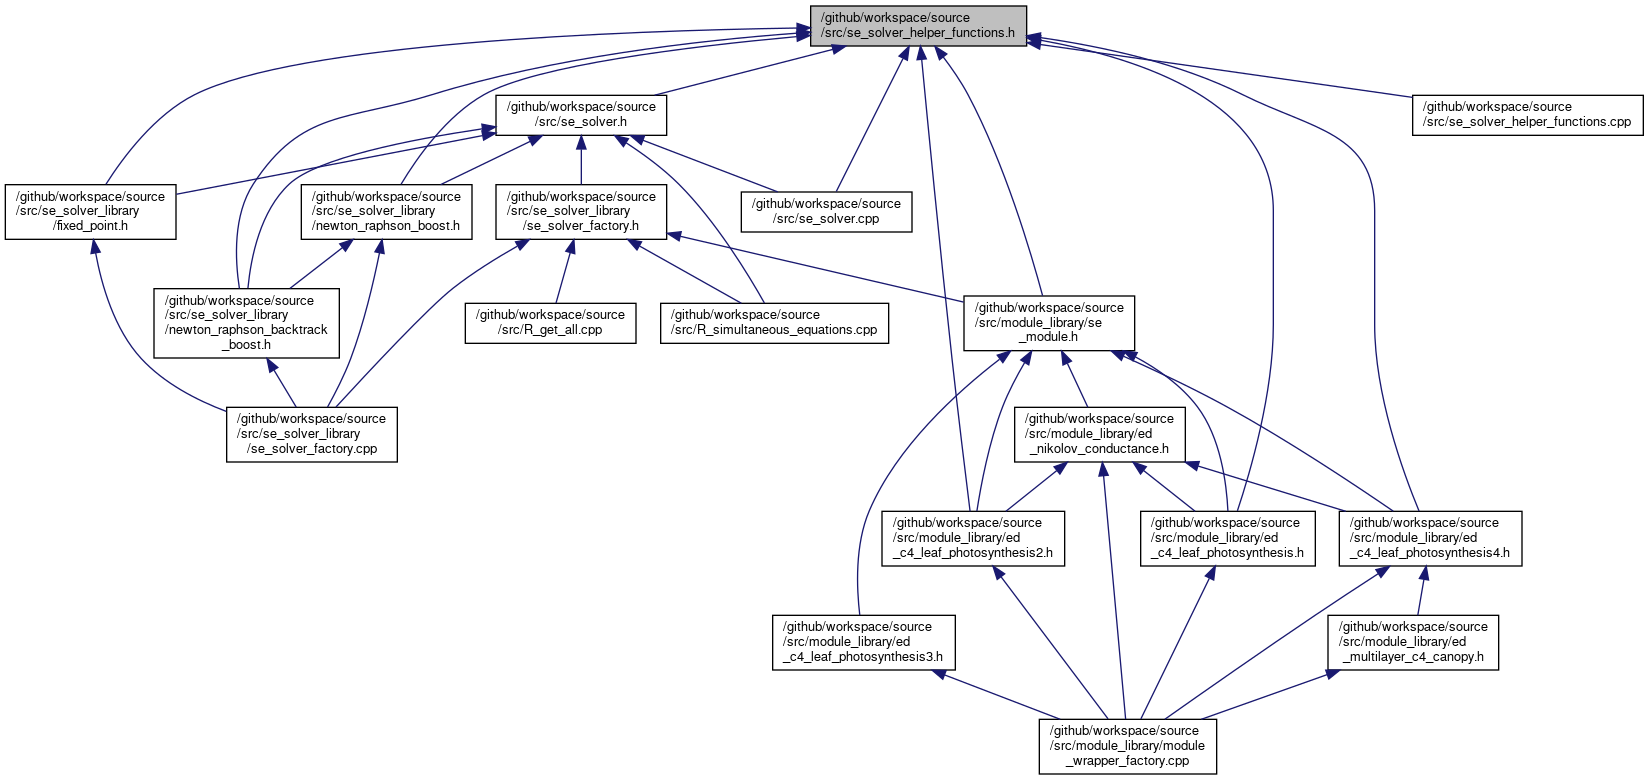 /github/workspace/source
/src/se_solver_helper_functions.h
/github/workspace/source
/src/se_solver.h
/github/workspace/source
/src/se_solver_helper_functions.cpp
/github/workspace/source
/src/se_solver_library
/fixed_point.h
/github/workspace/source
/src/se_solver_library
/newton_raphson_boost.h
/github/workspace/source
/src/se_solver_library
/se_solver_factory.h
/github/workspace/source
/src/se_solver.cpp
/github/workspace/source
/src/se_solver_library
/newton_raphson_backtrack
_boost.h
/github/workspace/source
/src/R_get_all.cpp
/github/workspace/source
/src/R_simultaneous_equations.cpp
/github/workspace/source
/src/module_library/se
_module.h
/github/workspace/source
/src/se_solver_library
/se_solver_factory.cpp
/github/workspace/source
/src/module_library/ed
_nikolov_conductance.h
/github/workspace/source
/src/module_library/ed
_c4_leaf_photosynthesis2.h
/github/workspace/source
/src/module_library/ed
_c4_leaf_photosynthesis.h
/github/workspace/source
/src/module_library/ed
_c4_leaf_photosynthesis4.h
/github/workspace/source
/src/module_library/ed
_c4_leaf_photosynthesis3.h
/github/workspace/source
/src/module_library/ed
_multilayer_c4_canopy.h
/github/workspace/source
/src/module_library/module
_wrapper_factory.cpp